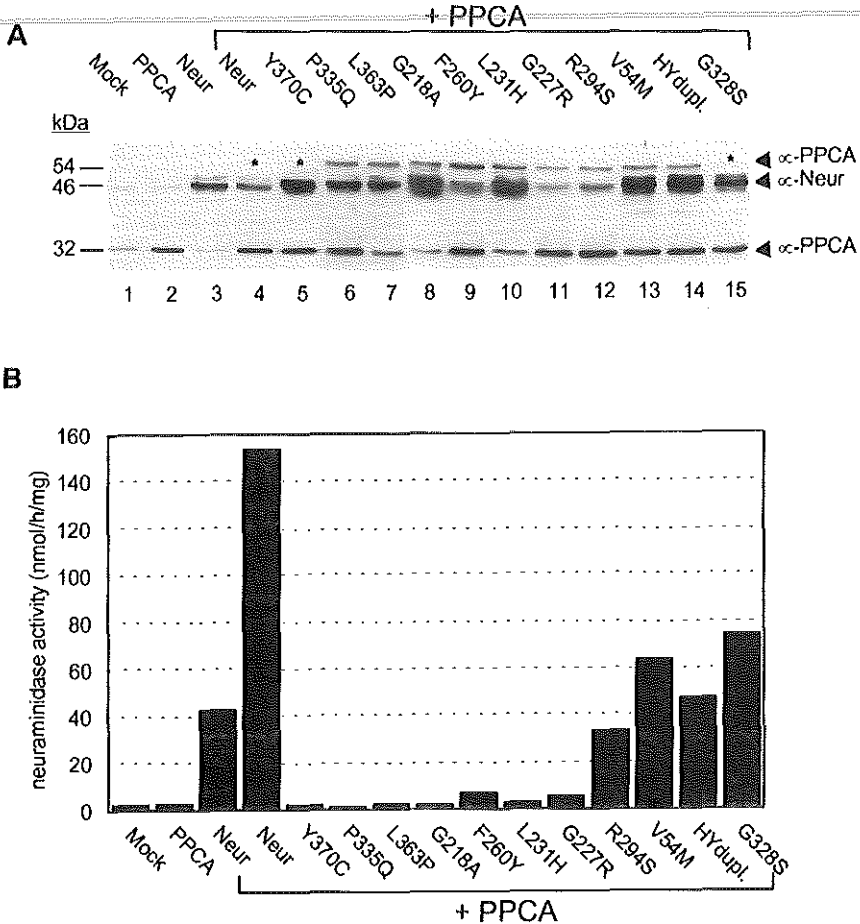 + PPCA
A
Mock PPCA Neur Neur Y370C P335Q L363P G218A F260Y L231H G227R R294S V54M HYdupl. G328S
kDa
54
46
32
* * *
∝-PPCA
∝-Neur
∝-PPCA
1 2 3 4 5 6 7 8 9 10 11 12 13 14 15
B
neuraminidase activity (nmol/h/mg)
160
140
120
100
80
60
40
20
0
Mock PPCA Neur Neur Y370C P335Q L363P G218A F260Y L231H G227R R294S V54M HYdupl. G328S
+ PPCA